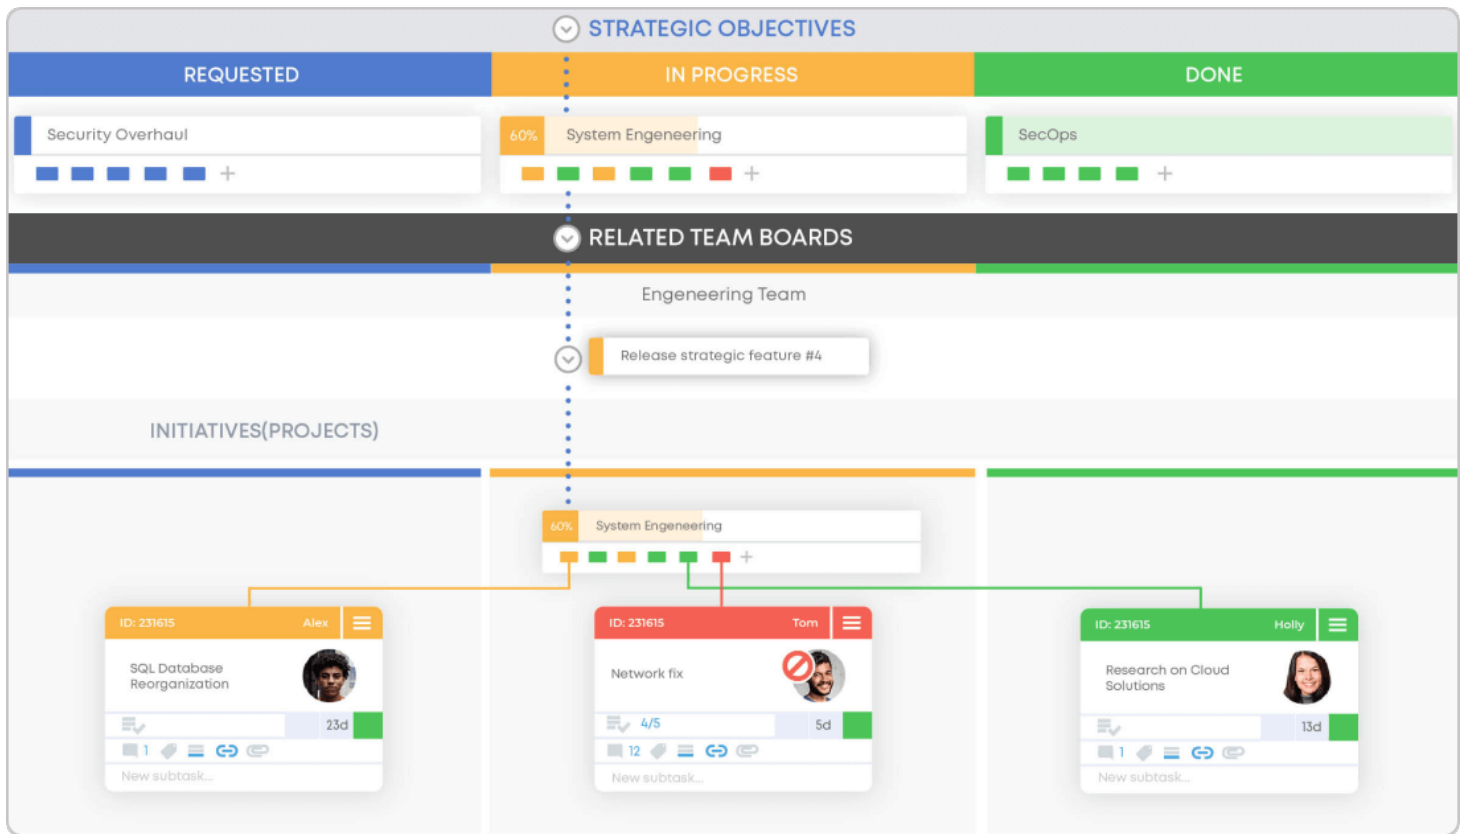 STRATEGIC OBJECTIVES
REQUESTED
IN PROGRESS
DONE
Security Overhaul
60%
System Engeneering
SecOps
+
+
+
RELATED TEAM BOARDS
Engeneering Team
Release strategic feature #4
INITIATIVES(PROJECTS)
60%
System Engeneering
+
ID: 231615
Alex
SQL Database
Reorganization
23d
1
New subtask...
ID: 231615
Tom
Network fix
4/5
5d
12
New subtask...
ID: 231615
Holly
Research on Cloud
Solutions
13d
1
New subtask...